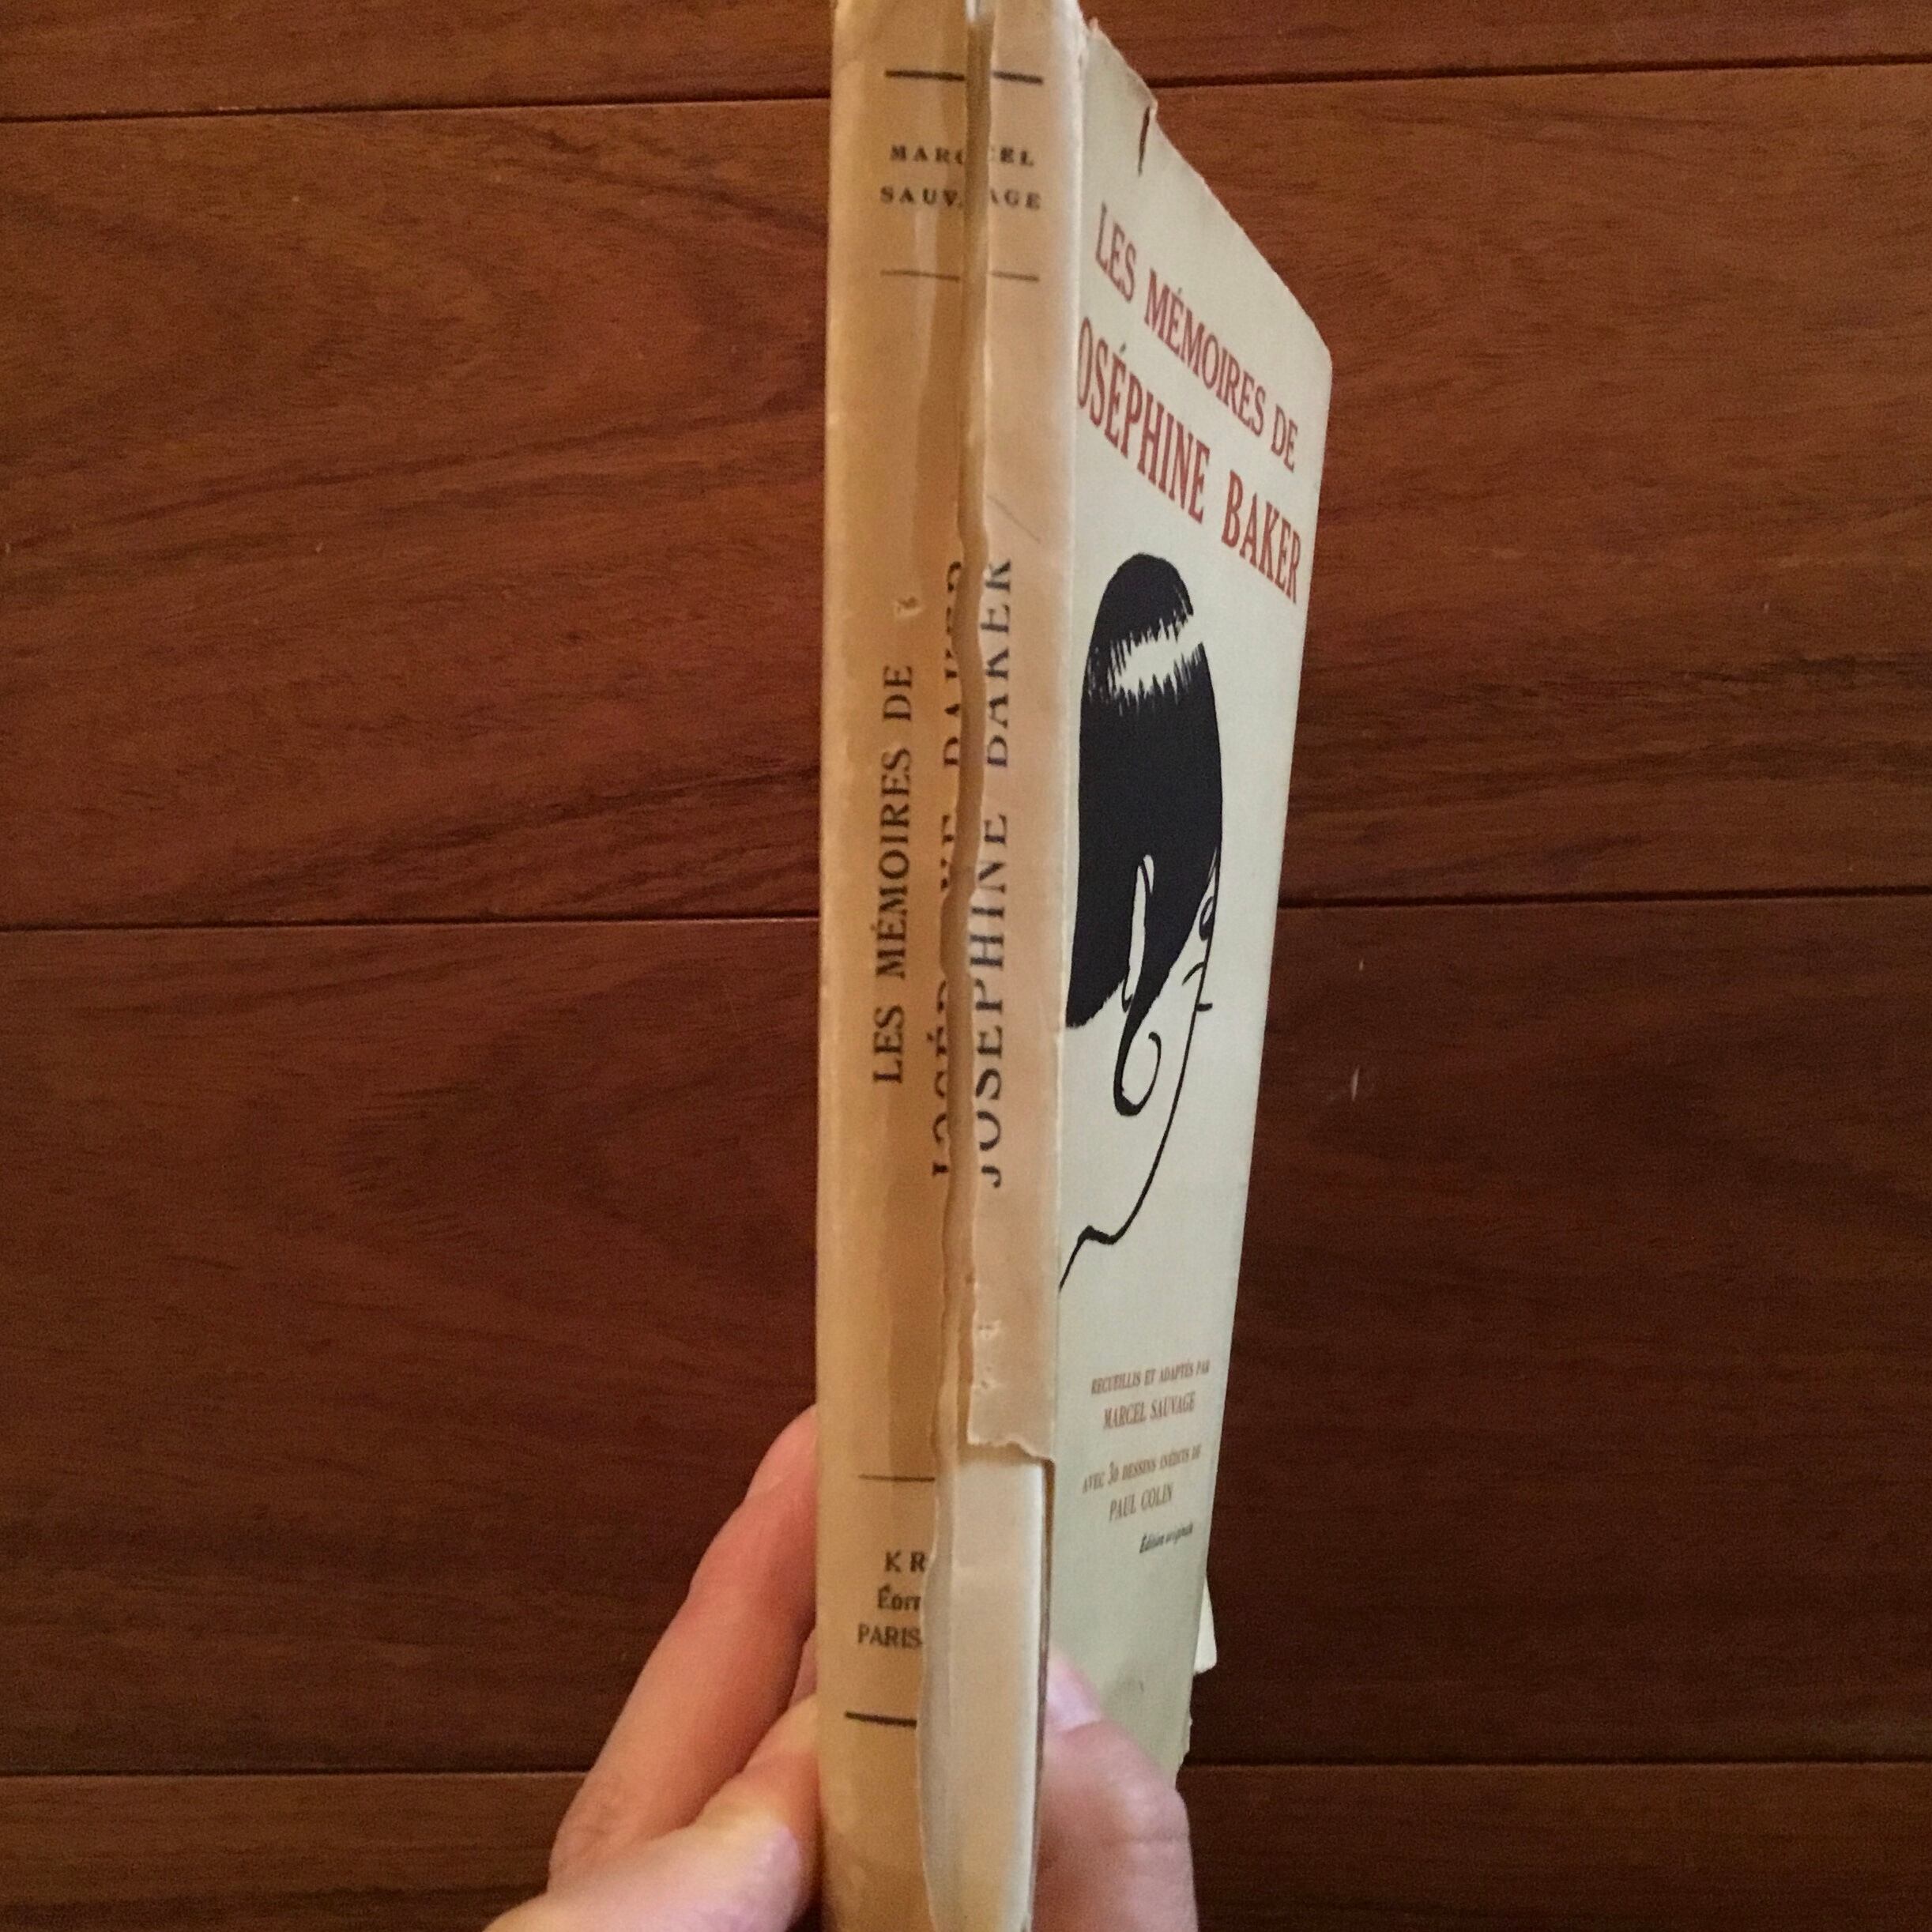 MARCEL
SAUVAGE
LES MÉMOIRES DE
JOSÉPHINE BAKER
K R
PARIS
LES MÉMOIRES DE
OSÉPHINE BAKER
RECUEILLIS ET ADAPTÉS PAR
MARCEL SAUVAGE
AVEC 30 DESSINS INÉDITS DE
PAUL COLIN
Édition originale